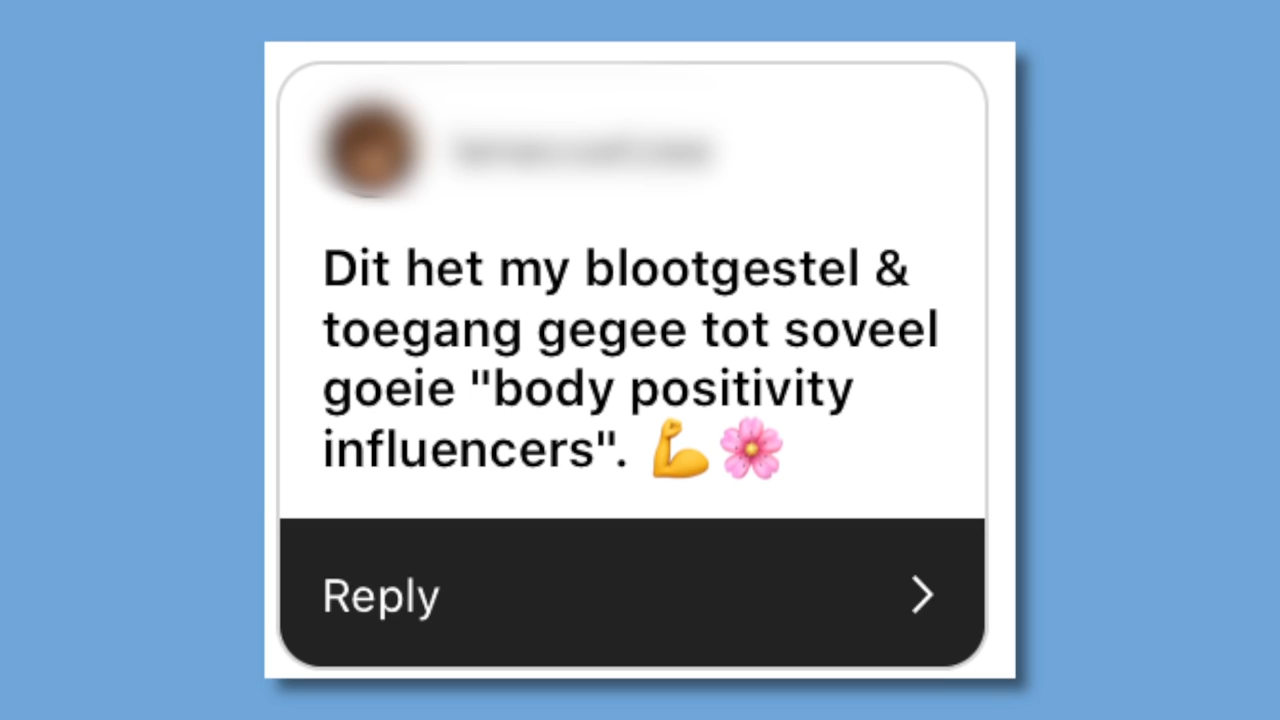 Dit het my blootgestel &
toegang gegee tot soveel
goeie "body positivity
influencers". 💪🌸
Reply